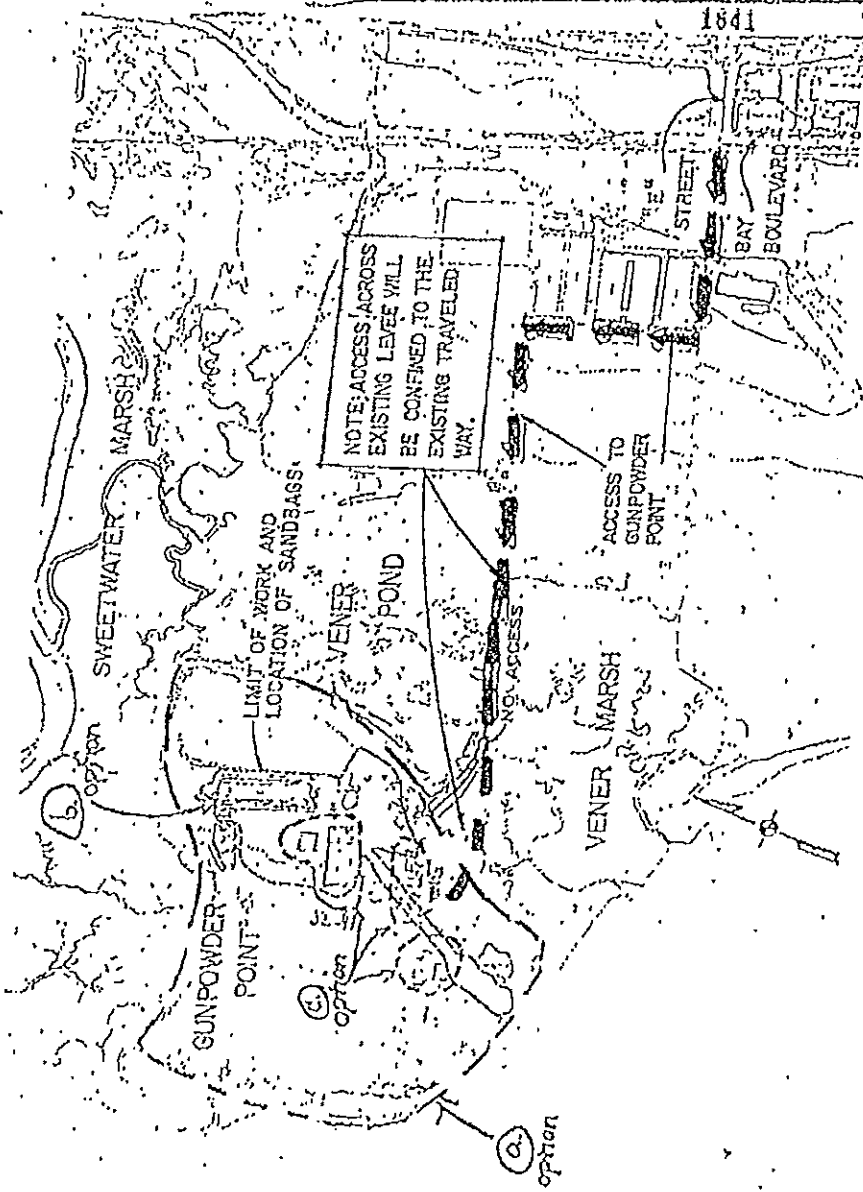 1841
SWEETWATER MARSH
NOTE: ACCESS ACROSS
EXISTING LEVEE WILL
BE CONFINED TO THE
EXISTING TRAVELED
WAY.
"E"
STREET
BAY
BOULEVARD
LIMIT OF WORK AND
LOCATION OF SANDBAGS
VENER
POND
b.
option
GUNPOWDER
POINT
NO ACCESS
ACCESS TO
GUNPOWDER
POINT
VENER MARSH
option
a.
option